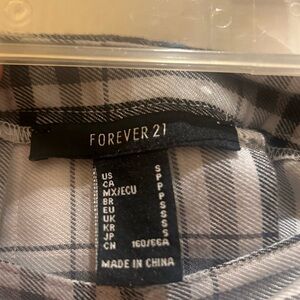 FOREVER 21
US S
CA P
MX/ECU P
BR P
EU S
UK S
KR S
JP S
CN 160/66A
MADE IN CHINA